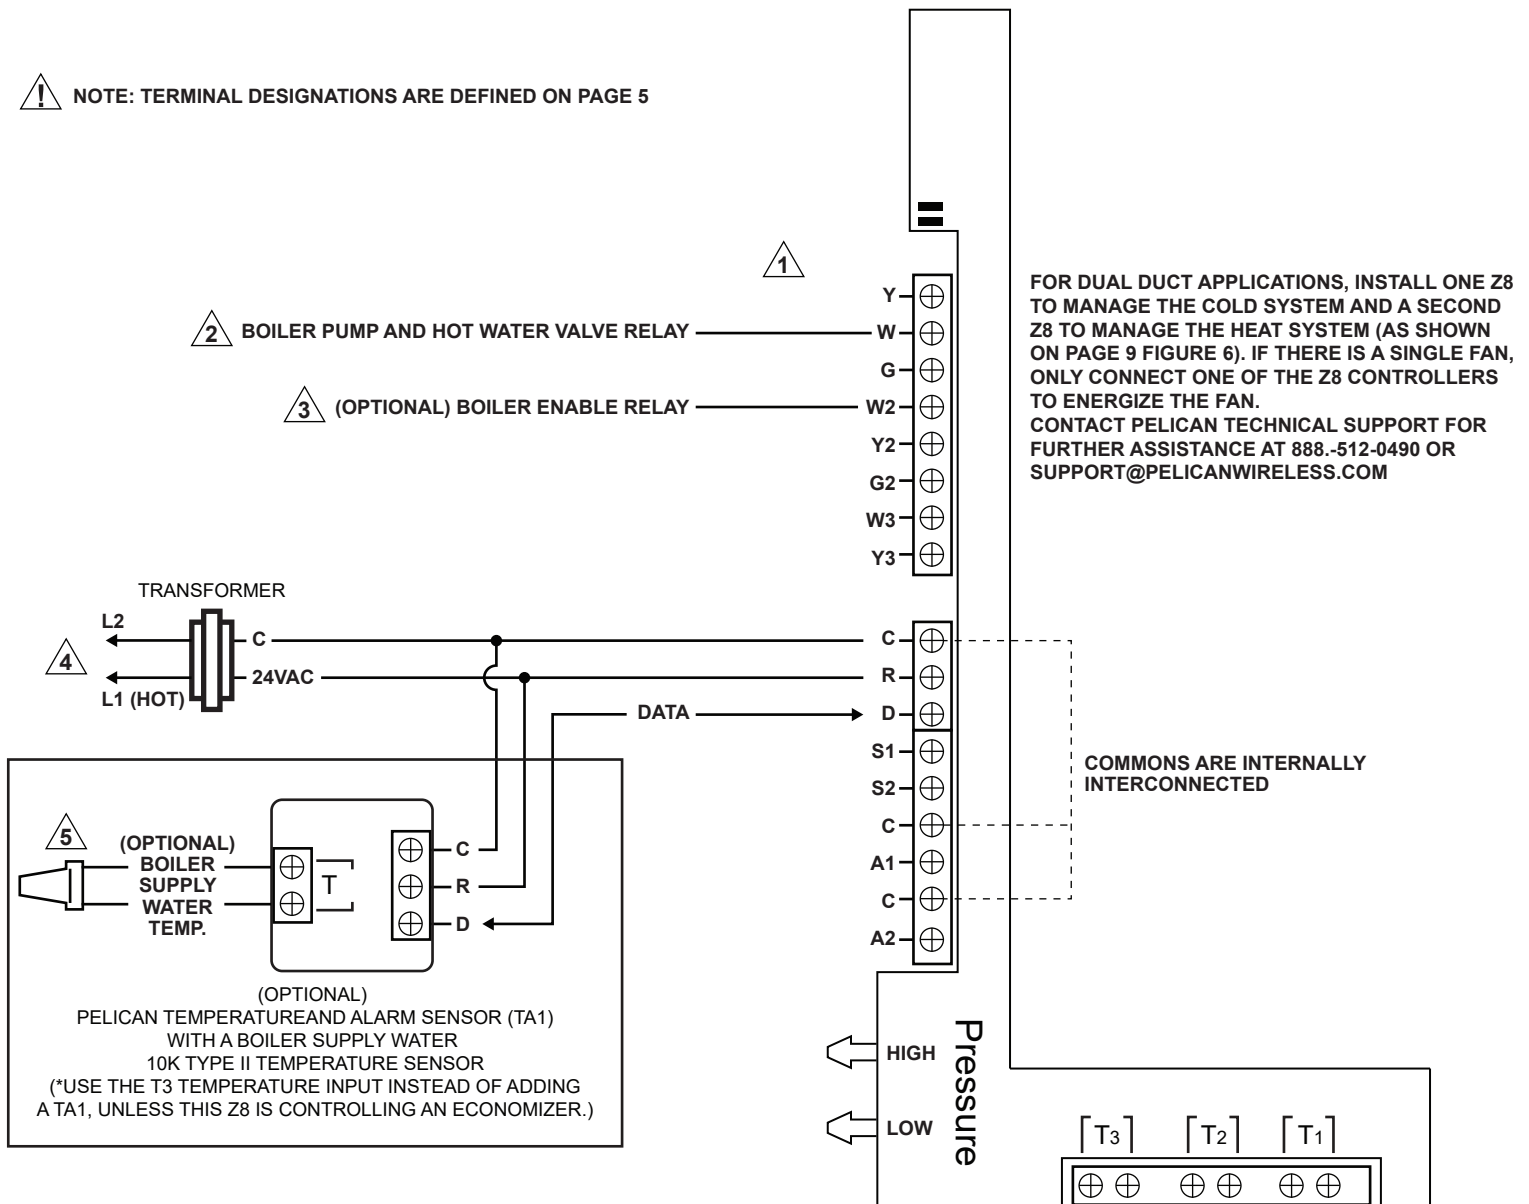 ! NOTE: TERMINAL DESIGNATIONS ARE DEFINED ON PAGE 5
1
Y
2 BOILER PUMP AND HOT WATER VALVE RELAY W
G
3 (OPTIONAL) BOILER ENABLE RELAY W2
Y2
G2
W3
Y3
FOR DUAL DUCT APPLICATIONS, INSTALL ONE Z8
TO MANAGE THE COLD SYSTEM AND A SECOND
Z8 TO MANAGE THE HEAT SYSTEM (AS SHOWN
ON PAGE 9 FIGURE 6). IF THERE IS A SINGLE FAN,
ONLY CONNECT ONE OF THE Z8 CONTROLLERS
TO ENERGIZE THE FAN.
CONTACT PELICAN TECHNICAL SUPPORT FOR
FURTHER ASSISTANCE AT 888.-512-0490 OR
SUPPORT@PELICANWIRELESS.COM
TRANSFORMER
L2
C
4
24VAC
L1 (HOT)
C
R
DATA D
S1
S2
C
A1
C
A2
COMMONS ARE INTERNALLY
INTERCONNECTED
5
(OPTIONAL)
BOILER
SUPPLY
WATER
TEMP.
T
C
R
D
(OPTIONAL)
PELICAN TEMPERATUREAND ALARM SENSOR (TA1)
WITH A BOILER SUPPLY WATER
10K TYPE II TEMPERATURE SENSOR
(*USE THE T3 TEMPERATURE INPUT INSTEAD OF ADDING
A TA1, UNLESS THIS Z8 IS CONTROLLING AN ECONOMIZER.)
HIGH
LOW
Pressure
T3 T2 T1